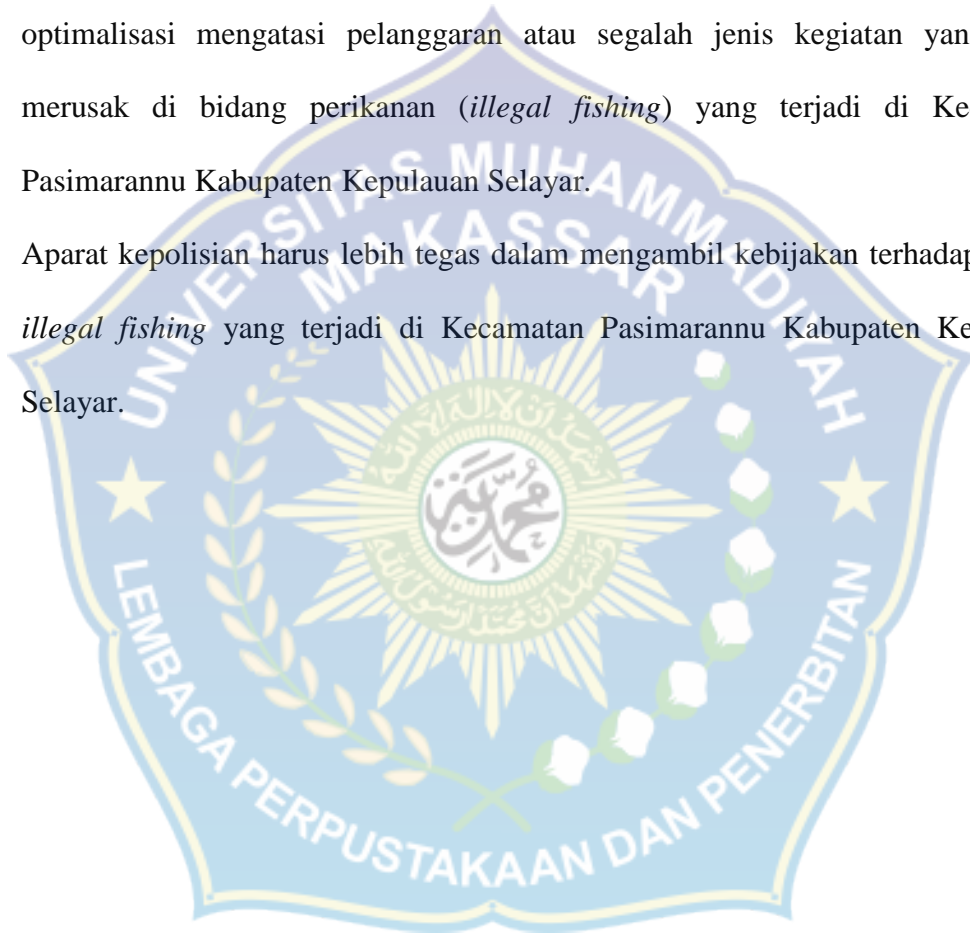 optimalisasi mengatasi pelanggaran atau segalah jenis kegiatan yan
merusak di bidang perikanan (illegal fishing) yang terjadi di Ke
Pasimarannu Kabupaten Kepulauan Selayar.
Aparat kepolisian harus lebih tegas dalam mengambil kebijakan terhadap
illegal fishing yang terjadi di Kecamatan Pasimarannu Kabupaten Ke
Selayar.
UNIVERSITAS MUHAMMADIYAH
MAKASSAR
محمدية
LEMBAGA PERPUSTAKAAN DAN PENERBITAN